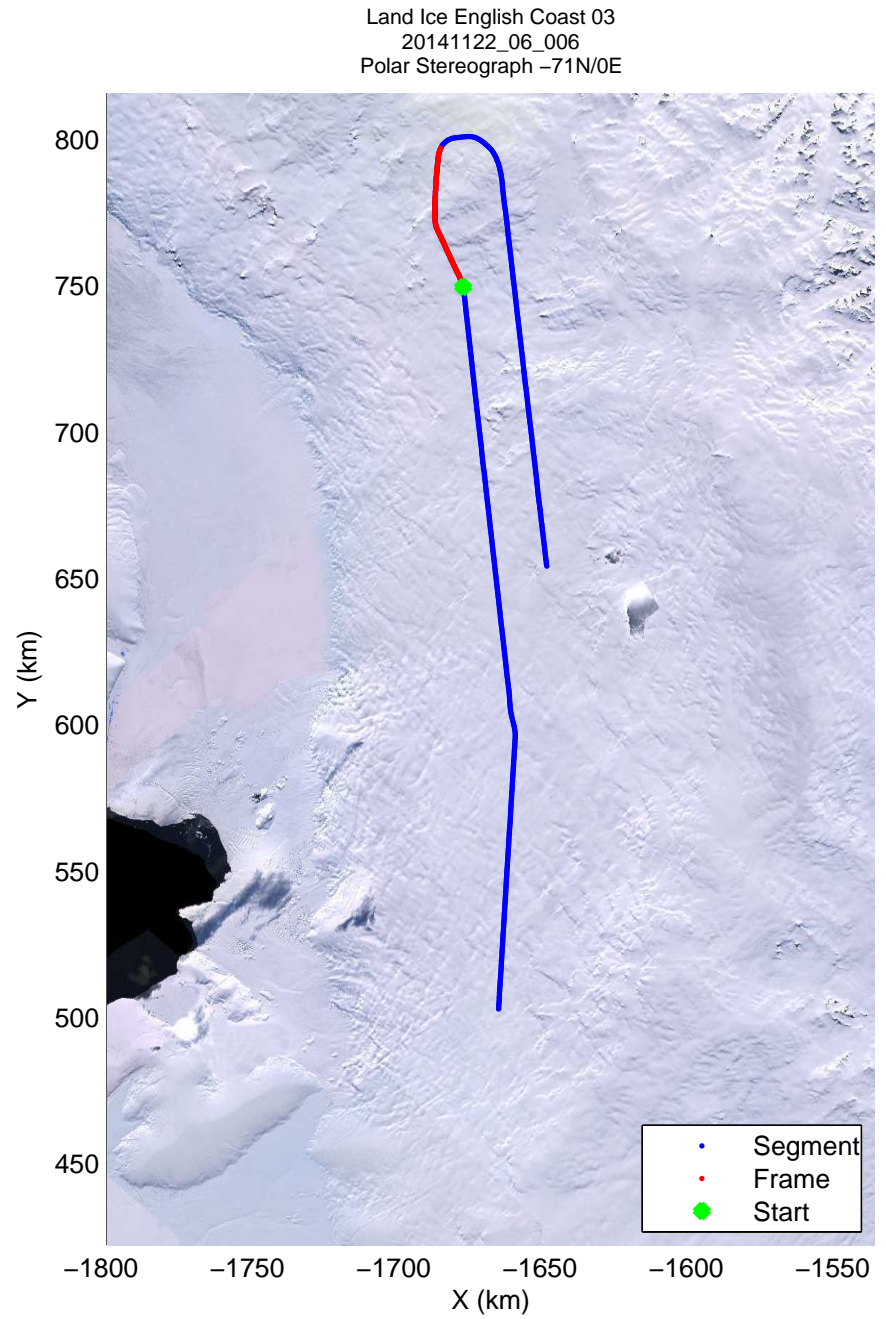 Land Ice English Coast 03
20141122_06_006
Polar Stereograph −71N/0E
800
750
700
650
600
550
500
450
Y (km)
−1800
−1750
−1700
−1650
−1600
−1550
X (km)
Segment
Frame
Start